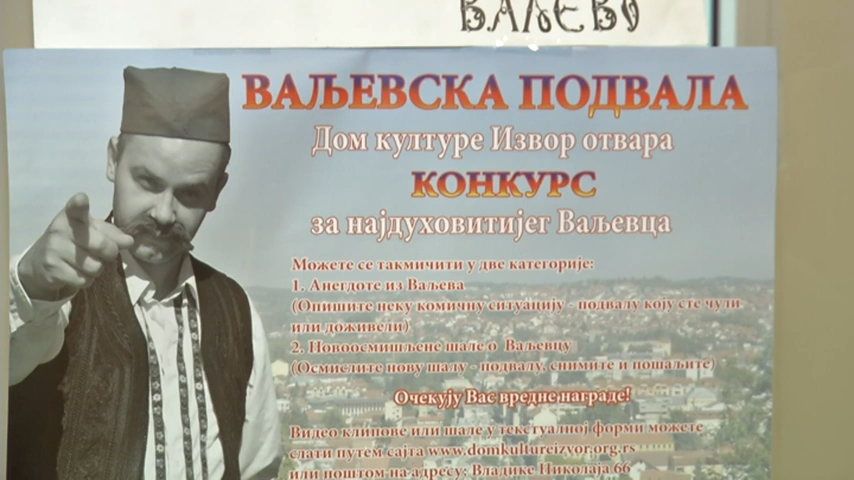 ВАЉЕВО
ВАЉЕВСКА ПОДВАЛА
Дом културе Извор отвара
КОНКУРС
за најдуховитијег Ваљевца
Можете се такмичити у две категорије:
1. Анегдоте из Ваљева
(Опишите неку комичну ситуацију - подвалу коју сте чули
или доживели)
2. Новоосмишљене шале о Ваљевцу
(Осмислите нову шалу - подвалу, снимите и пошаљите)
Очекују Вас вредне награде!
Видео клипове или шале у текстуалној форми можете
слати путем сајта www.domkultureizvor.org.rs
или поштом на адресу: Владике Николаја 66